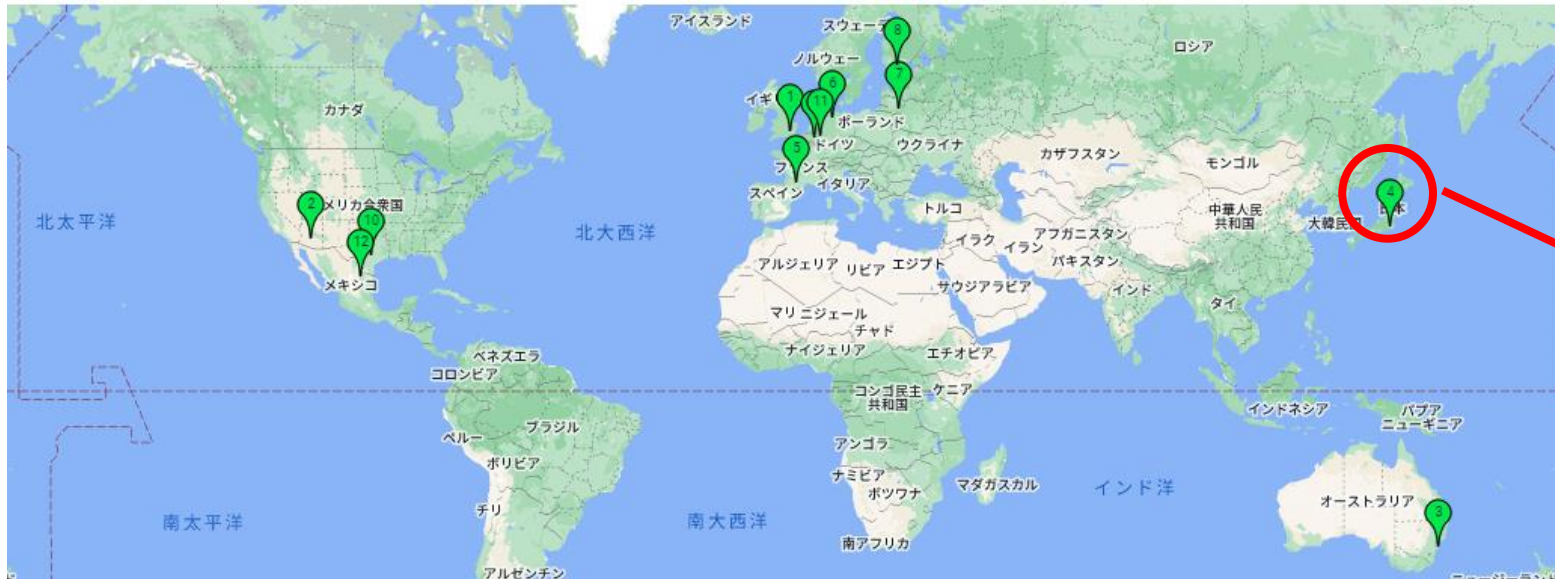 アイスランド
スウェーデ
8
ロシア
ノルウェー
7
6
カナダ
イギ
1
11
ポーランド
ドイツ
ウクライナ
5
フランス
カザフスタン
モンゴル
スペイン
イタリア
4
日本
2
メリカ合衆国
10
トルコ
中華人民
共和国
大韓民国
北太平洋
北大西洋
12
イラク
イラン
アフガニスタン
パキスタン
アルジェリア
リビア
エジプト
サウジアラビア
メキシコ
インド
タイ
マリ
ニジェール
チャド
ナイジェリア
エチオピア
ベネズエラ
コロンビア
コンゴ民主
共和国
ケニア
インドネシア
パプア
ニューギニア
ペルー
ブラジル
アンゴラ
ボリビア
ナミビア
ボツワナ
マダガスカル
インド洋
オーストラリア
3
チリ
南太平洋
南大西洋
南アフリカ
アルゼンチン